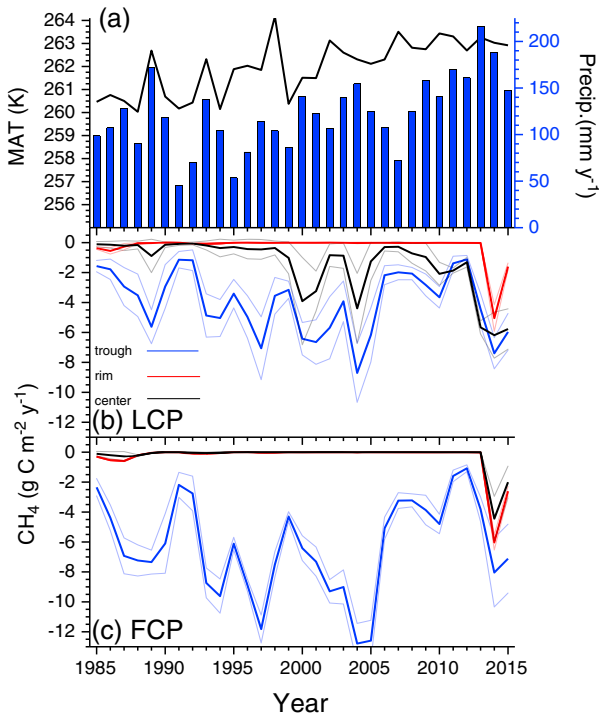 (a)
264
263
262
261
260
259
258
257
256
MAT (K)
200
150
100
50
0
Precip.(mm y⁻¹)
0
-2
-4
-6
-8
-10
-12
trough
rim
center
(b) LCP
CH₄ (g C m⁻² y⁻¹)
0
-2
-4
-6
-8
-10
-12
(c) FCP
1985 1990 1995 2000 2005 2010 2015
Year